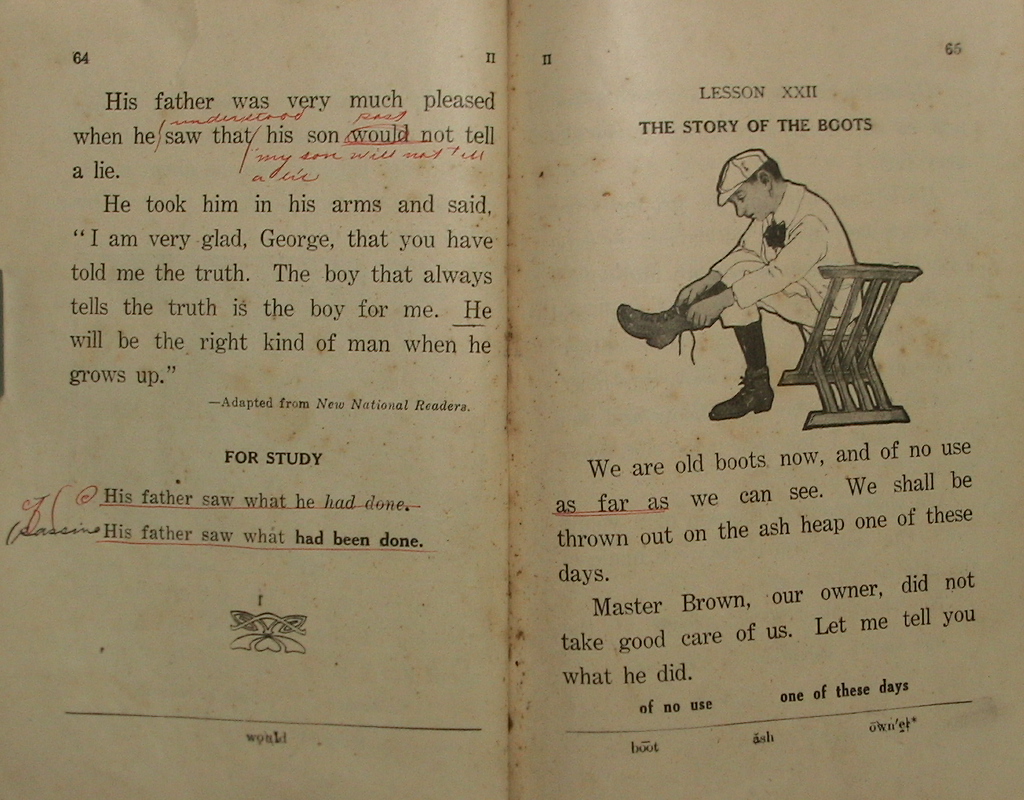 64
II
His father was very much pleased
understood past
when he saw that his son would not tell
my son will not tell
a lie.
a lie
He took him in his arms and said,
“I am very glad, George, that you have
told me the truth. The boy that always
tells the truth is the boy for me. He
will be the right kind of man when he
grows up.”
—Adapted from New National Readers.
FOR STUDY
His father saw what he had done.
His father saw what had been done.
would
II
65
LESSON XXII
THE STORY OF THE BOOTS
We are old boots now, and of no use
as far as we can see. We shall be
thrown out on the ash heap one of these
days.
Master Brown, our owner, did not
take good care of us. Let me tell you
what he did.
of no use one of these days
bo͞ot ăsh ōwn'ẽr